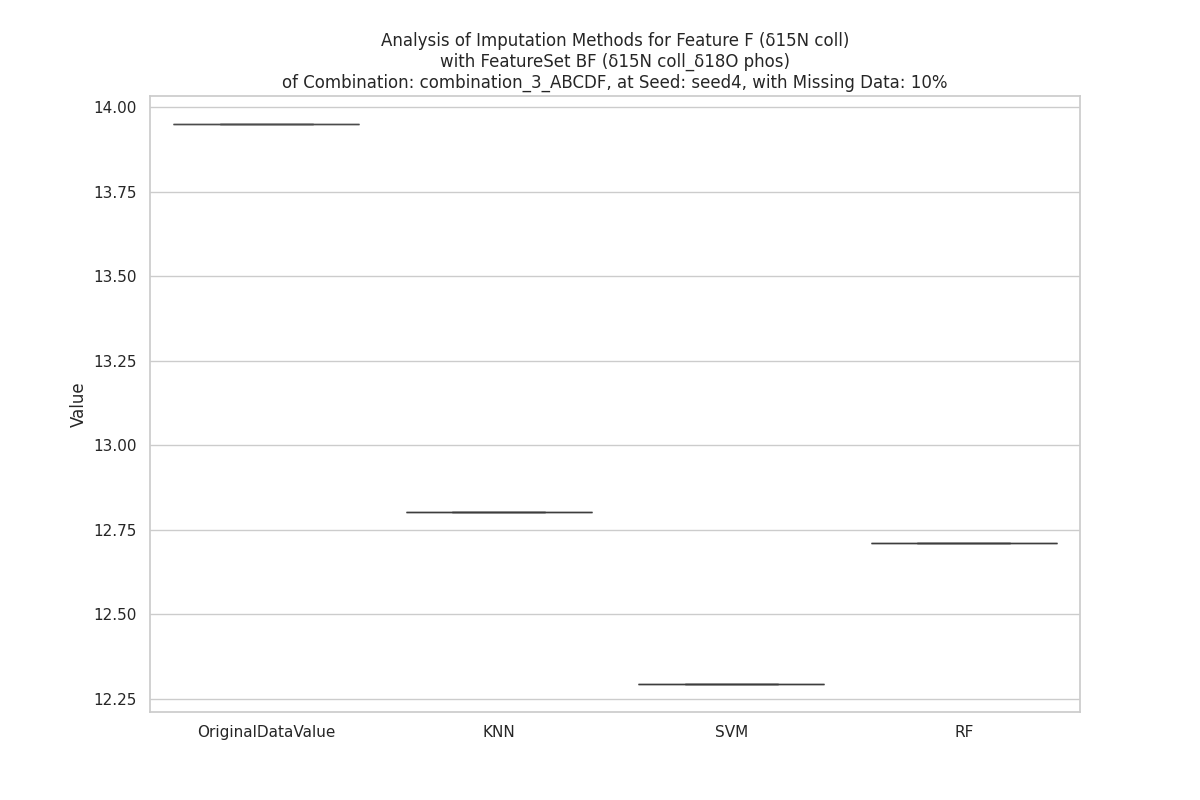 Analysis of Imputation Methods for Feature F (δ15N coll)
with FeatureSet BF (δ15N coll_δ18O phos)
of Combination: combination_3_ABCDF, at Seed: seed4, with Missing Data: 10%
14.00
13.75
13.50
13.25
13.00
12.75
12.50
12.25
Value
OriginalDataValue KNN SVM RF